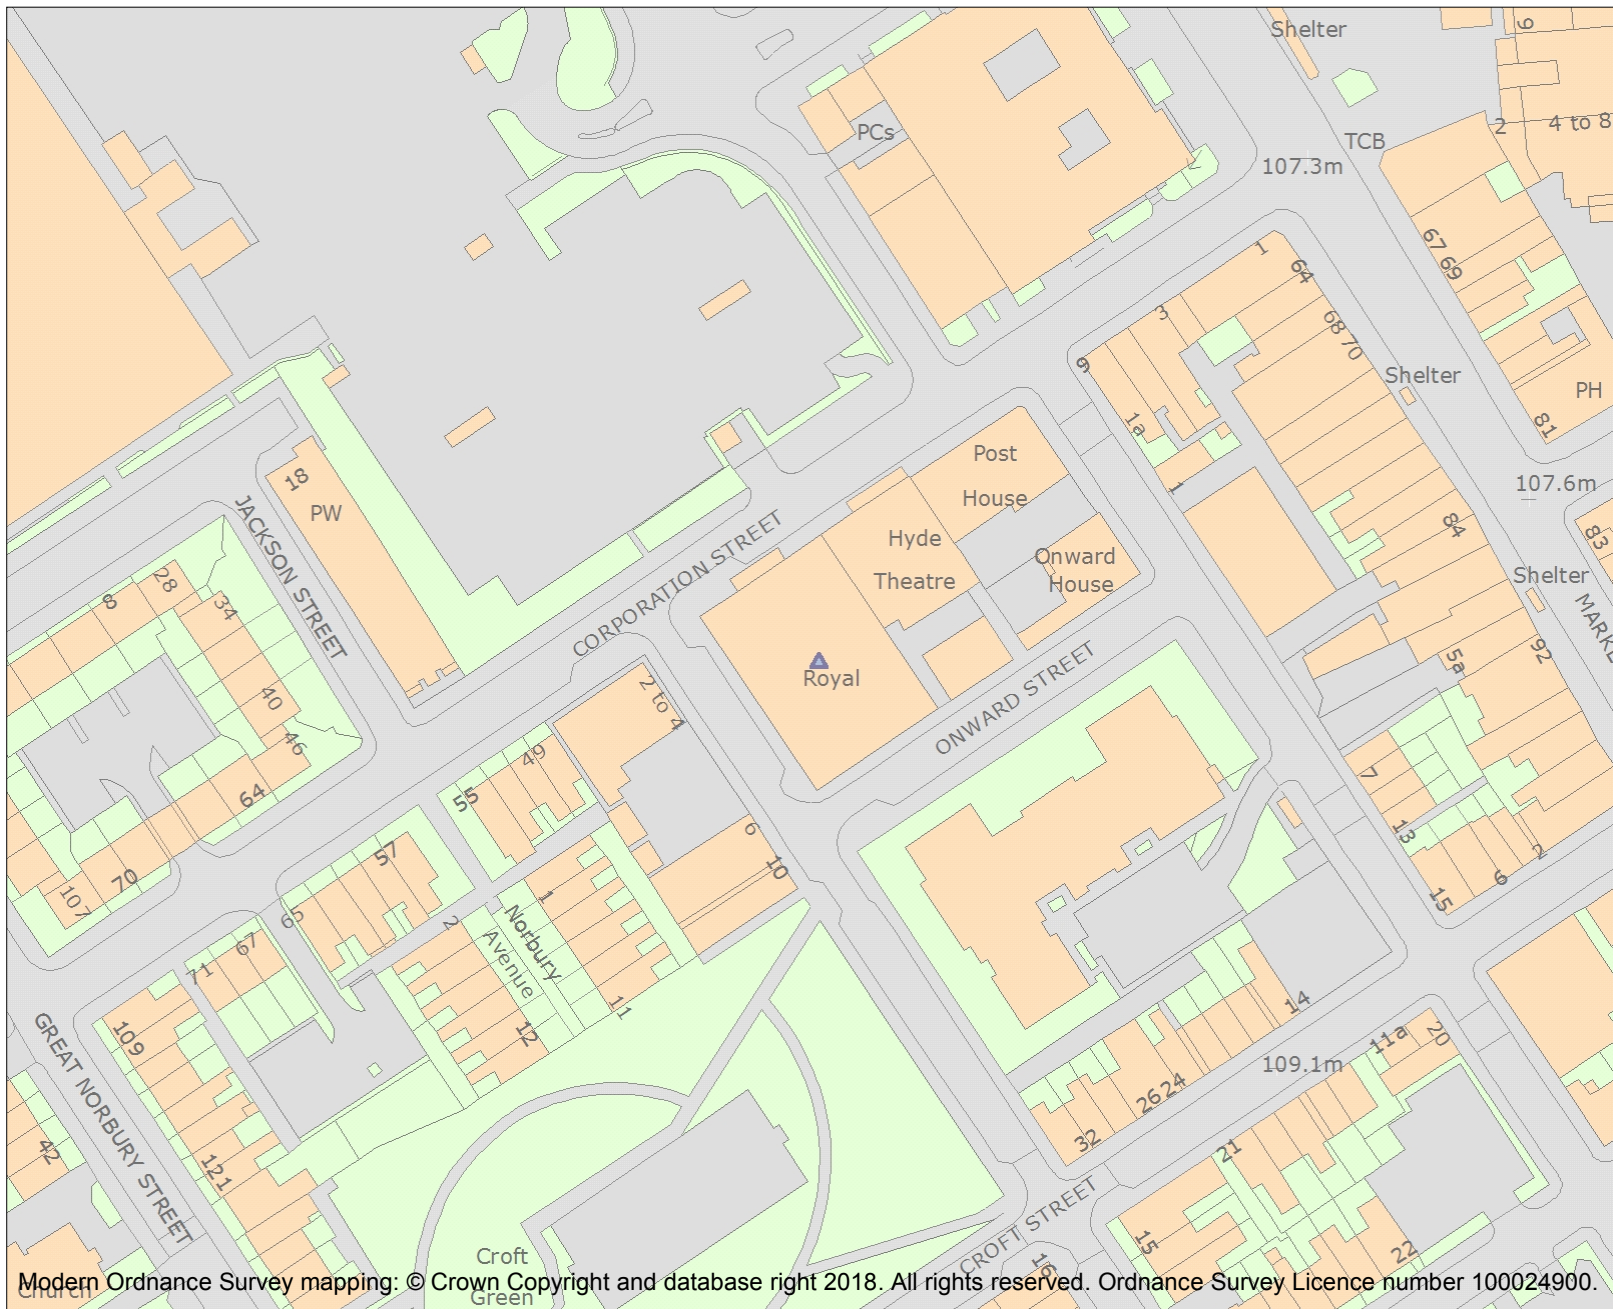 Shelter
9
PCs
TCB
2
4 to 8
107.3m
67
69
1
64
3
68
70
9
Shelter
PH
81
1a
Post
House
1
107.6m
18
PW
JACKSON STREET
84
83
Hyde
Theatre
Onward
House
Shelter
CORPORATION STREET
28
8
34
MARKE
92
5a
Royal
ONWARD STREET
2 to 4
40
46
49
55
64
7
13
6
10
2
6
15
57
70
107
65
67
71
1
2
Norbury
Avenue
11
12
109
14
11a
20
109.1m
GREAT NORBURY STREET
26
24
32
42
121
21
CROFT STREET
15
22
Croft
Green
Church
16
Modern Ordnance Survey mapping: © Crown Copyright and database right 2018. All rights reserved. Ordnance Survey Licence number 100024900.